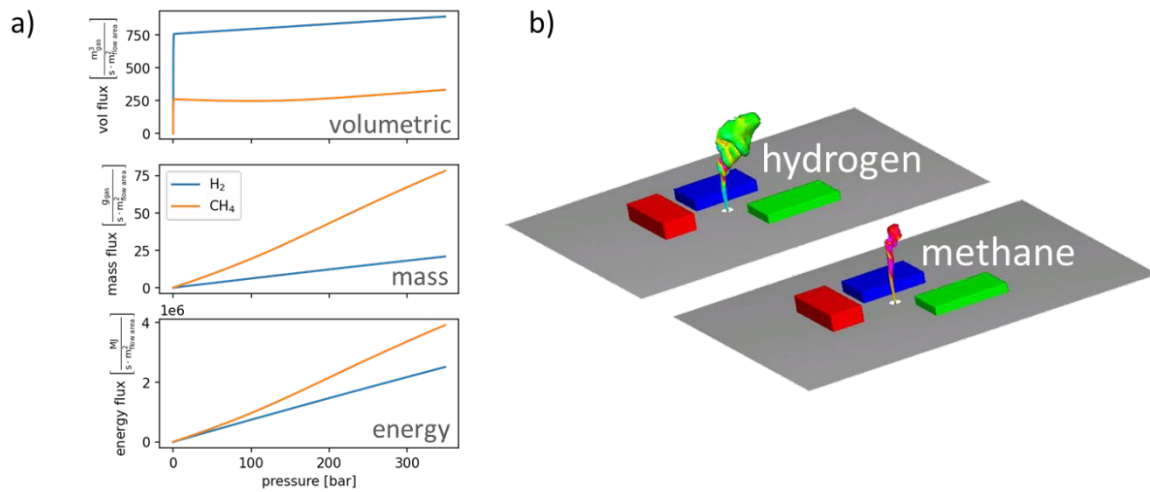 a)
vol flux [m³gas / s · m²flow area]
750
500
250
0
volumetric
mass flux [ggas / s · m²flow area]
75
50
25
0
H₂
CH₄
mass
1e6
energy flux [MJ / s · m²flow area]
4
2
0
energy
0 100 200 300
pressure [bar]
b)
hydrogen
methane